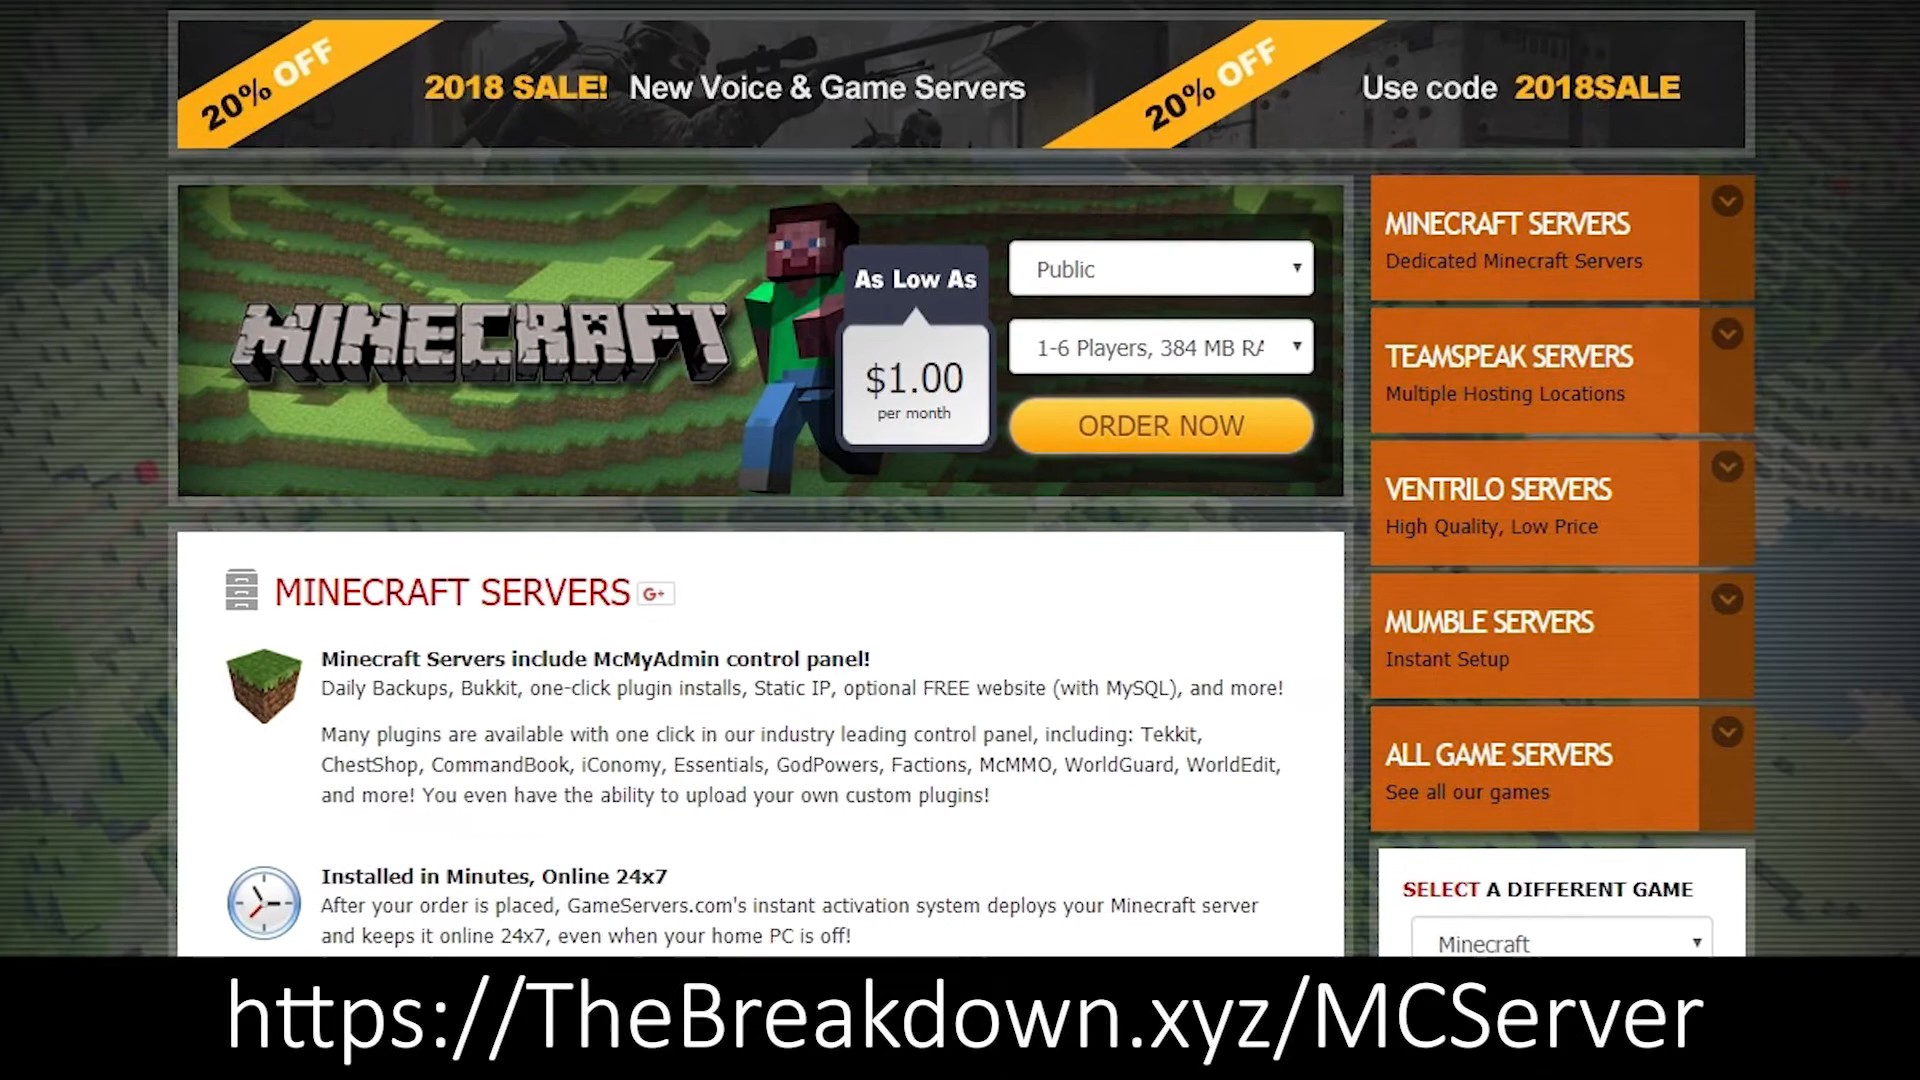 20% OFF
2018 SALE! New Voice & Game Servers
20% OFF
Use code 2018SALE
MINECRAFT
As Low As
$1.00
per month
Public
1-6 Players, 384 MB RA
ORDER NOW
MINECRAFT SERVERS
Dedicated Minecraft Servers
TEAMSPEAK SERVERS
Multiple Hosting Locations
VENTRILO SERVERS
High Quality, Low Price
MUMBLE SERVERS
Instant Setup
ALL GAME SERVERS
See all our games
MINECRAFT SERVERS G+
Minecraft Servers include McMyAdmin control panel!
Daily Backups, Bukkit, one-click plugin installs, Static IP, optional FREE website (with MySQL), and more!
Many plugins are available with one click in our industry leading control panel, including: Tekkit,
ChestShop, CommandBook, iConomy, Essentials, GodPowers, Factions, McMMO, WorldGuard, WorldEdit,
and more! You even have the ability to upload your own custom plugins!
Installed in Minutes, Online 24x7
After your order is placed, GameServers.com's instant activation system deploys your Minecraft server
and keeps it online 24x7, even when your home PC is off!
SELECT A DIFFERENT GAME
Minecraft
https://TheBreakdown.xyz/MCServer